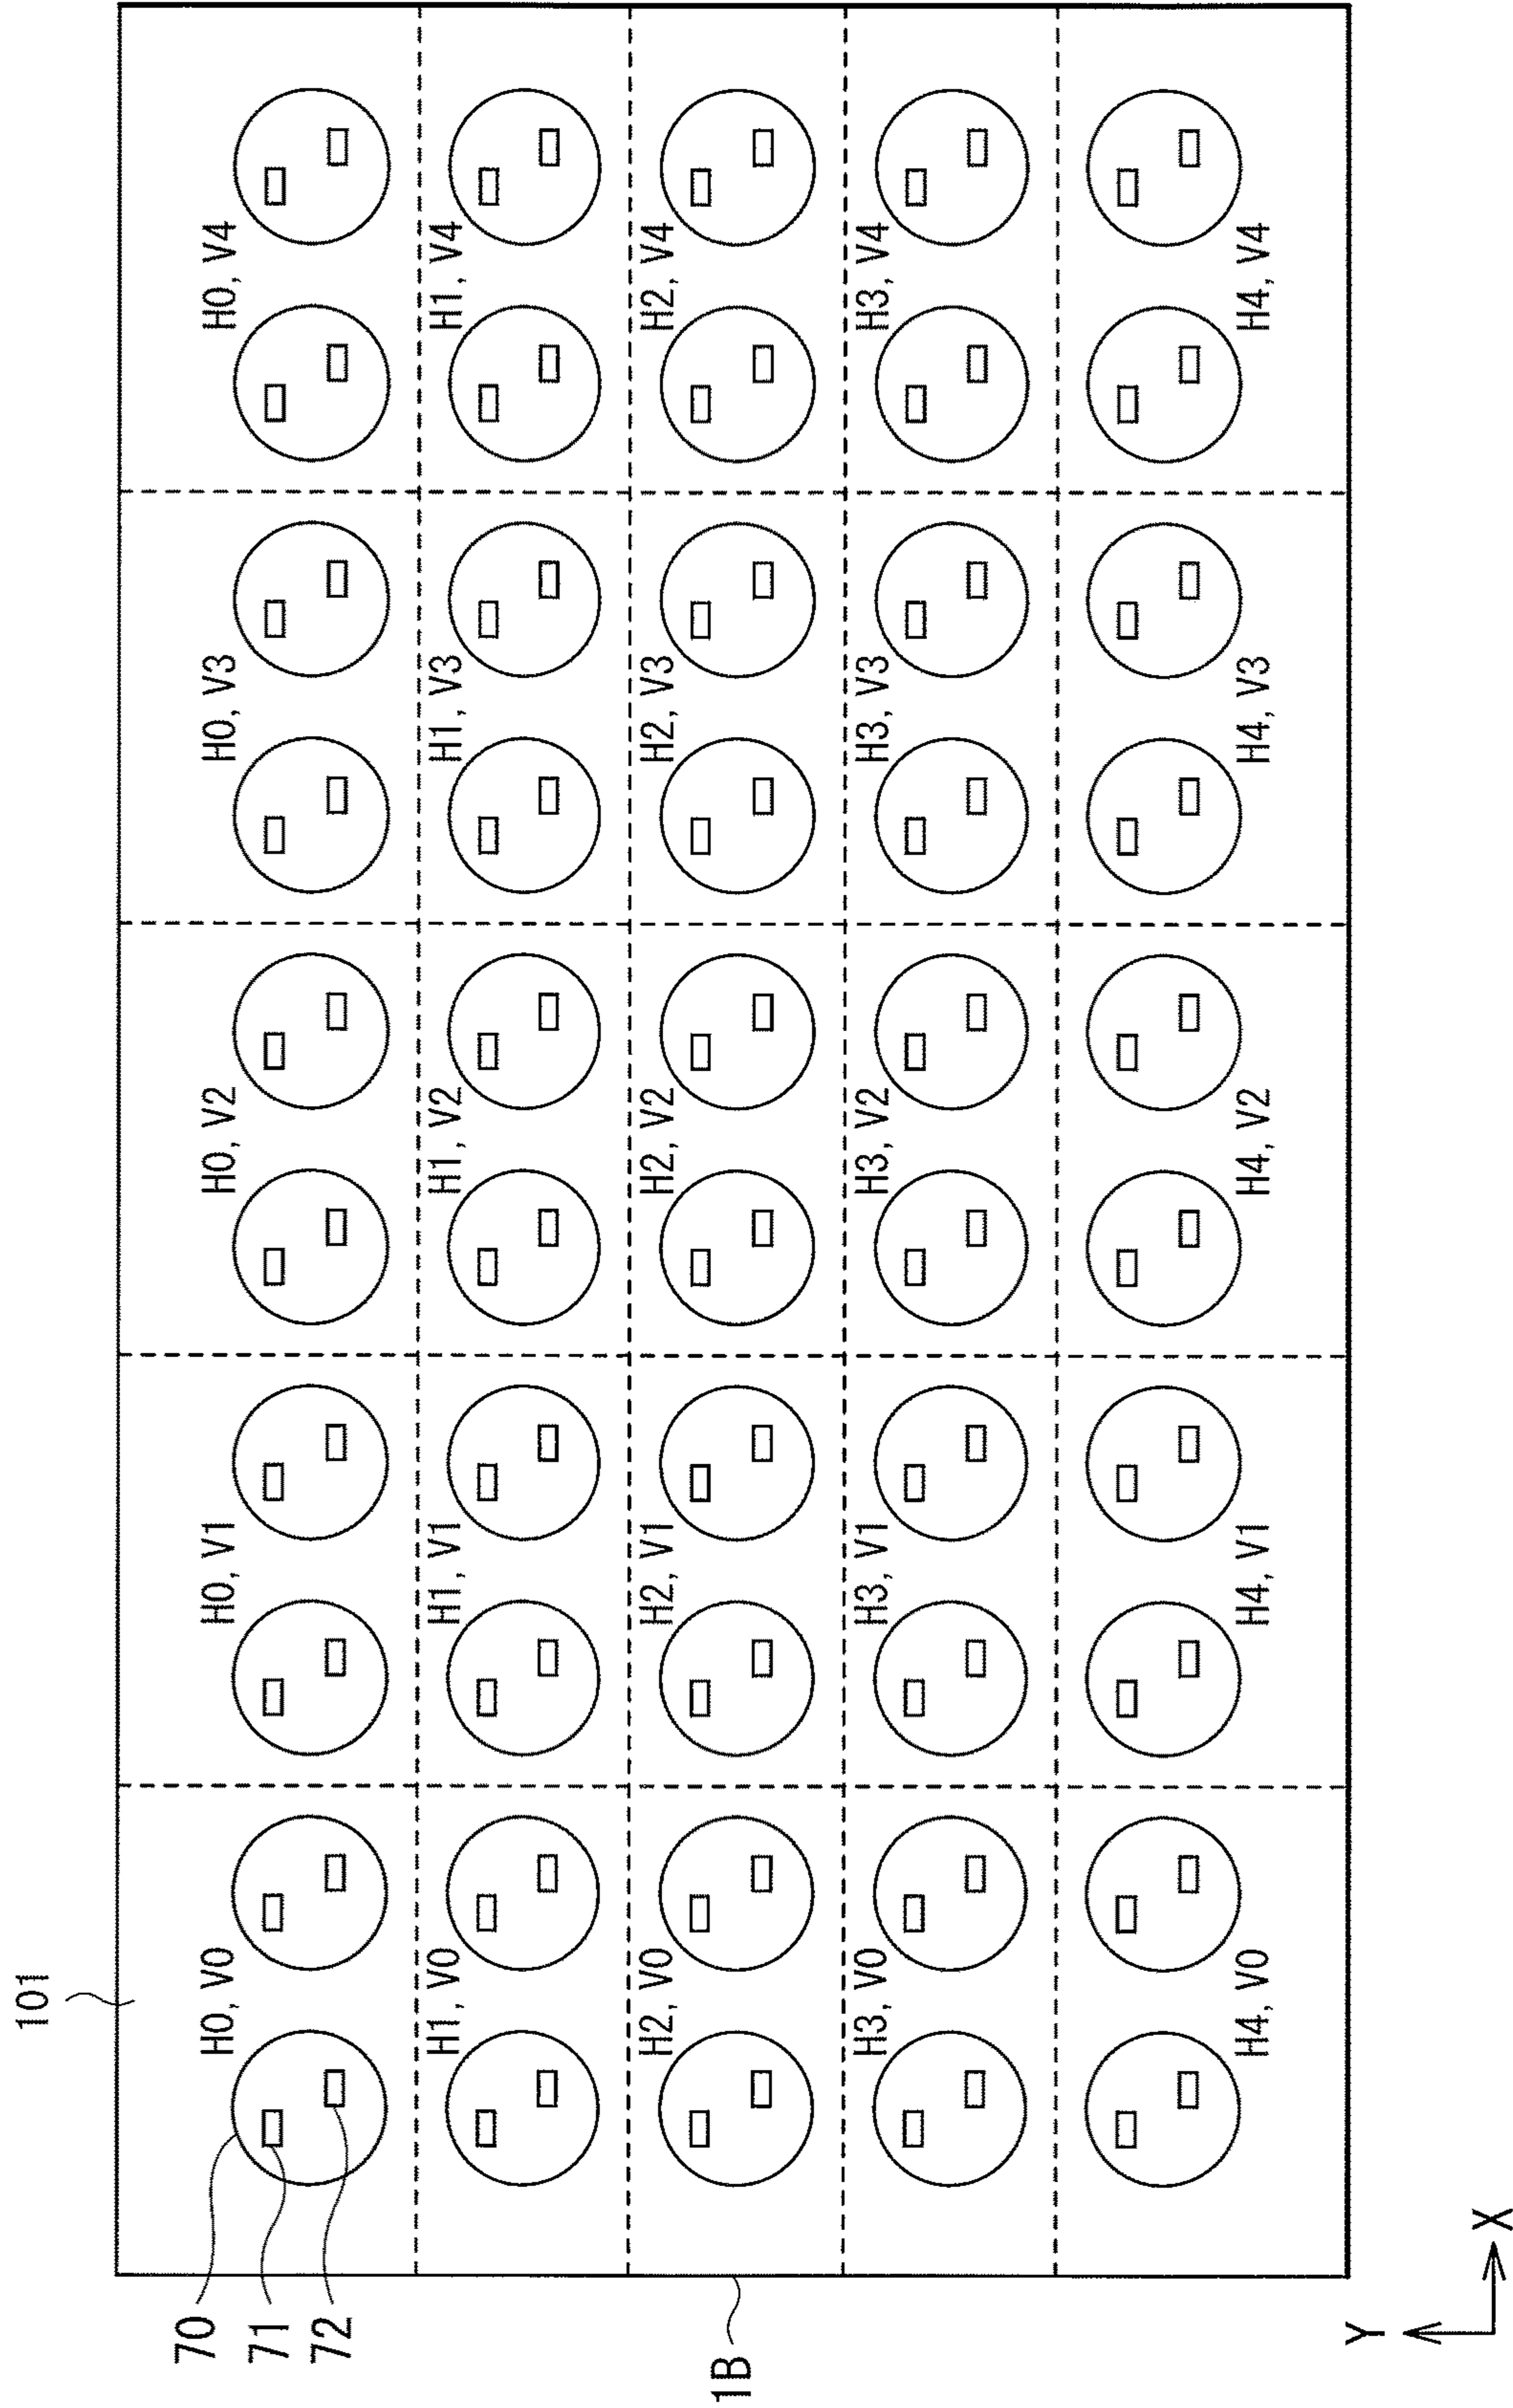 101
70
H0, V0
H0, V1
H0, V2
H0, V3
H0, V4
71
72
H1, V0
H1, V1
H1, V2
H1, V3
H1, V4
H2, V0
H2, V1
H2, V2
H2, V3
H2, V4
1B
H3, V0
H3, V1
H3, V2
H3, V3
H3, V4
H4, V0
H4, V1
H4, V2
H4, V3
H4, V4
Y
X